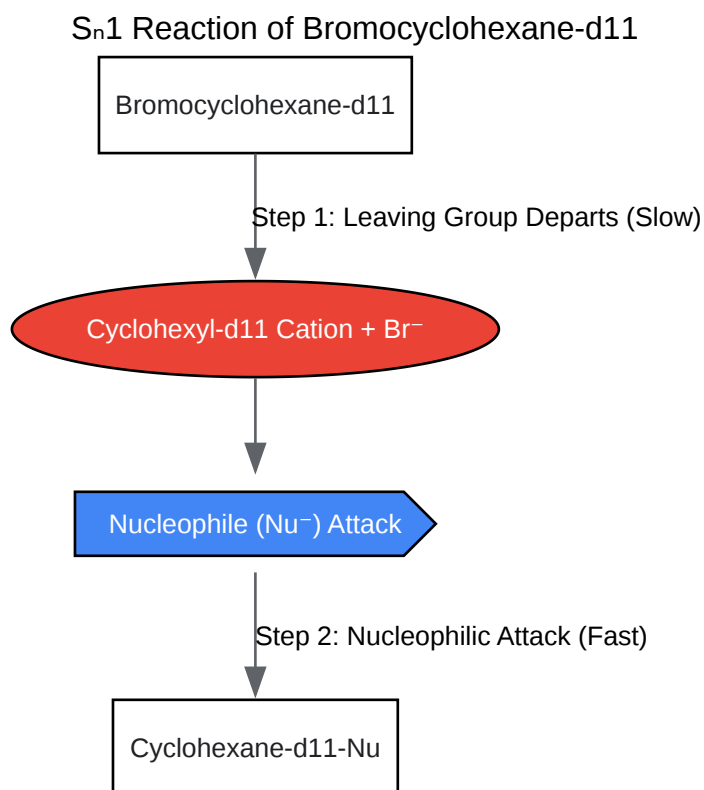 Sₙ1 Reaction of Bromocyclohexane-d11
Bromocyclohexane-d11
Step 1: Leaving Group Departs (Slow)
Cyclohexyl-d11 Cation + Br⁻
Nucleophile (Nu⁻) Attack
Step 2: Nucleophilic Attack (Fast)
Cyclohexane-d11-Nu